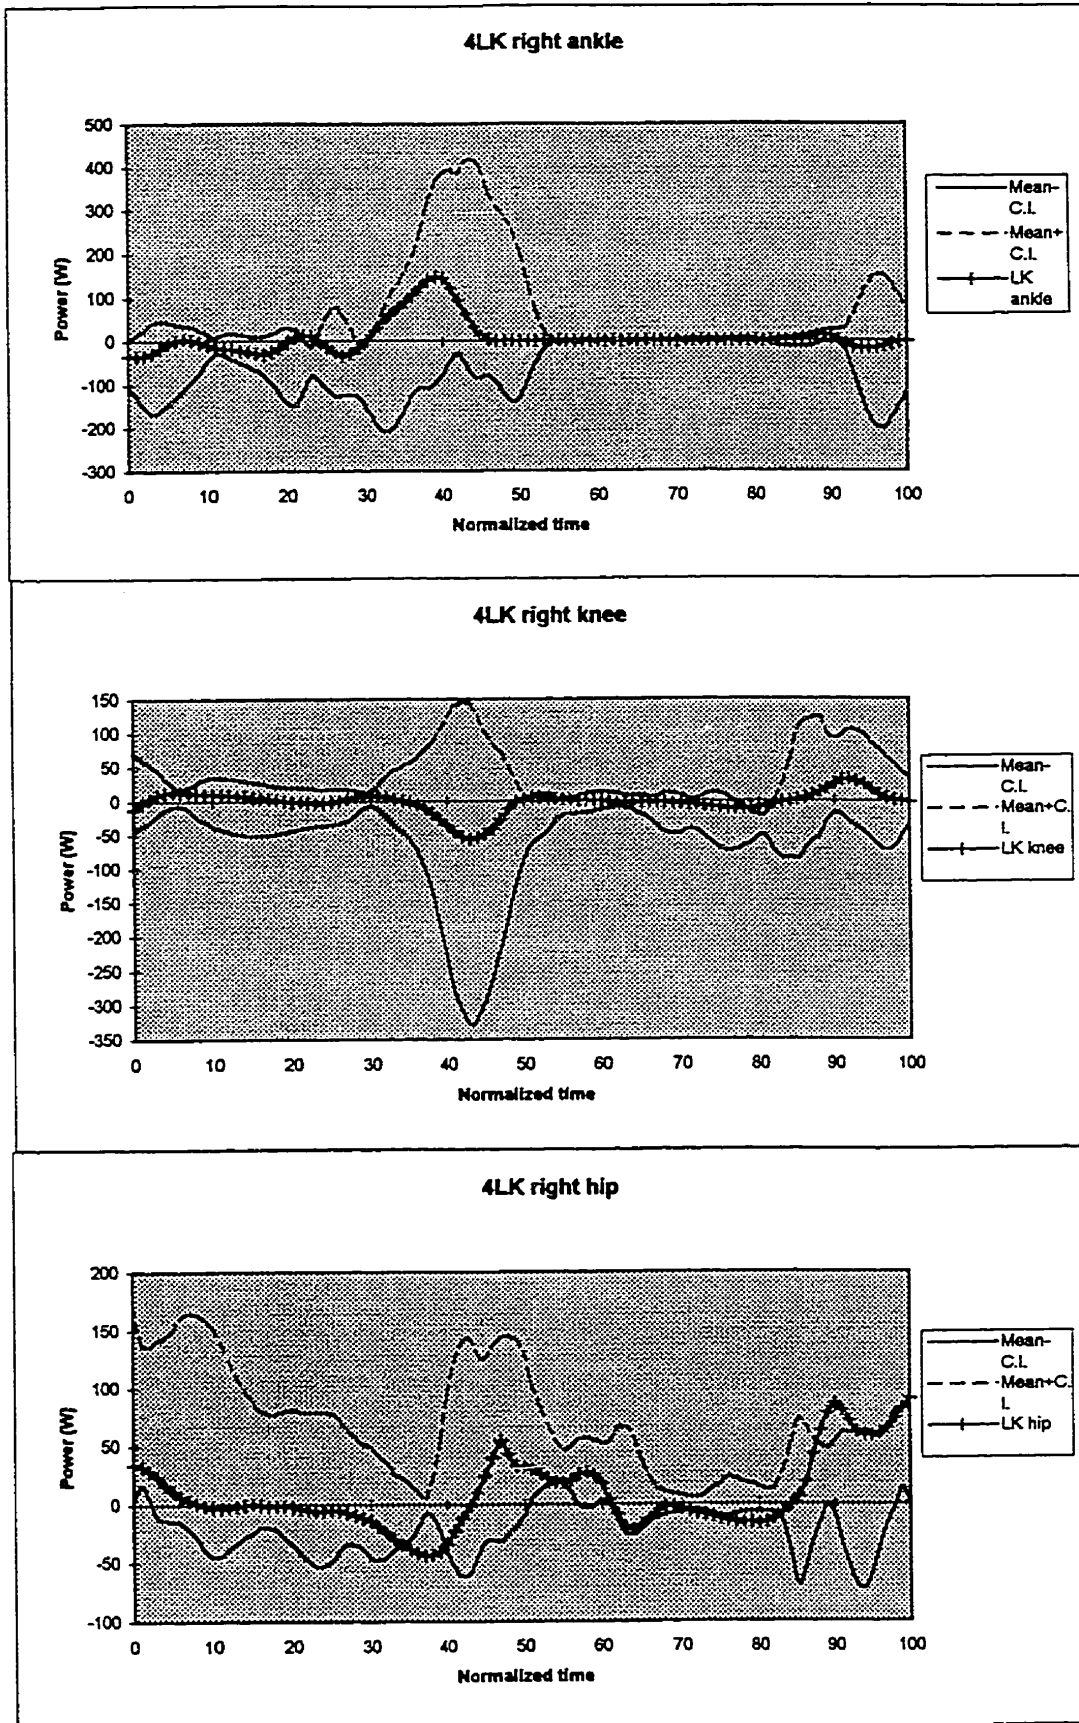 4LK right ankle
500
400
300
200
100
0
-100
-200
-300
Power (W)
0 10 20 30 40 50 60 70 80 90 100
Normalized time
Mean-
C.I.
Mean+
C.I.
LK
ankle
4LK right knee
150
100
50
0
-50
-100
-150
-200
-250
-300
-350
Power (W)
0 10 20 30 40 50 60 70 80 90 100
Normalized time
Mean-
C.I.
Mean+C.
I.
LK knee
4LK right hip
200
150
100
50
0
-50
-100
Power (W)
0 10 20 30 40 50 60 70 80 90 100
Normalized time
Mean-
C.I.
Mean+C.
I.
LK hip